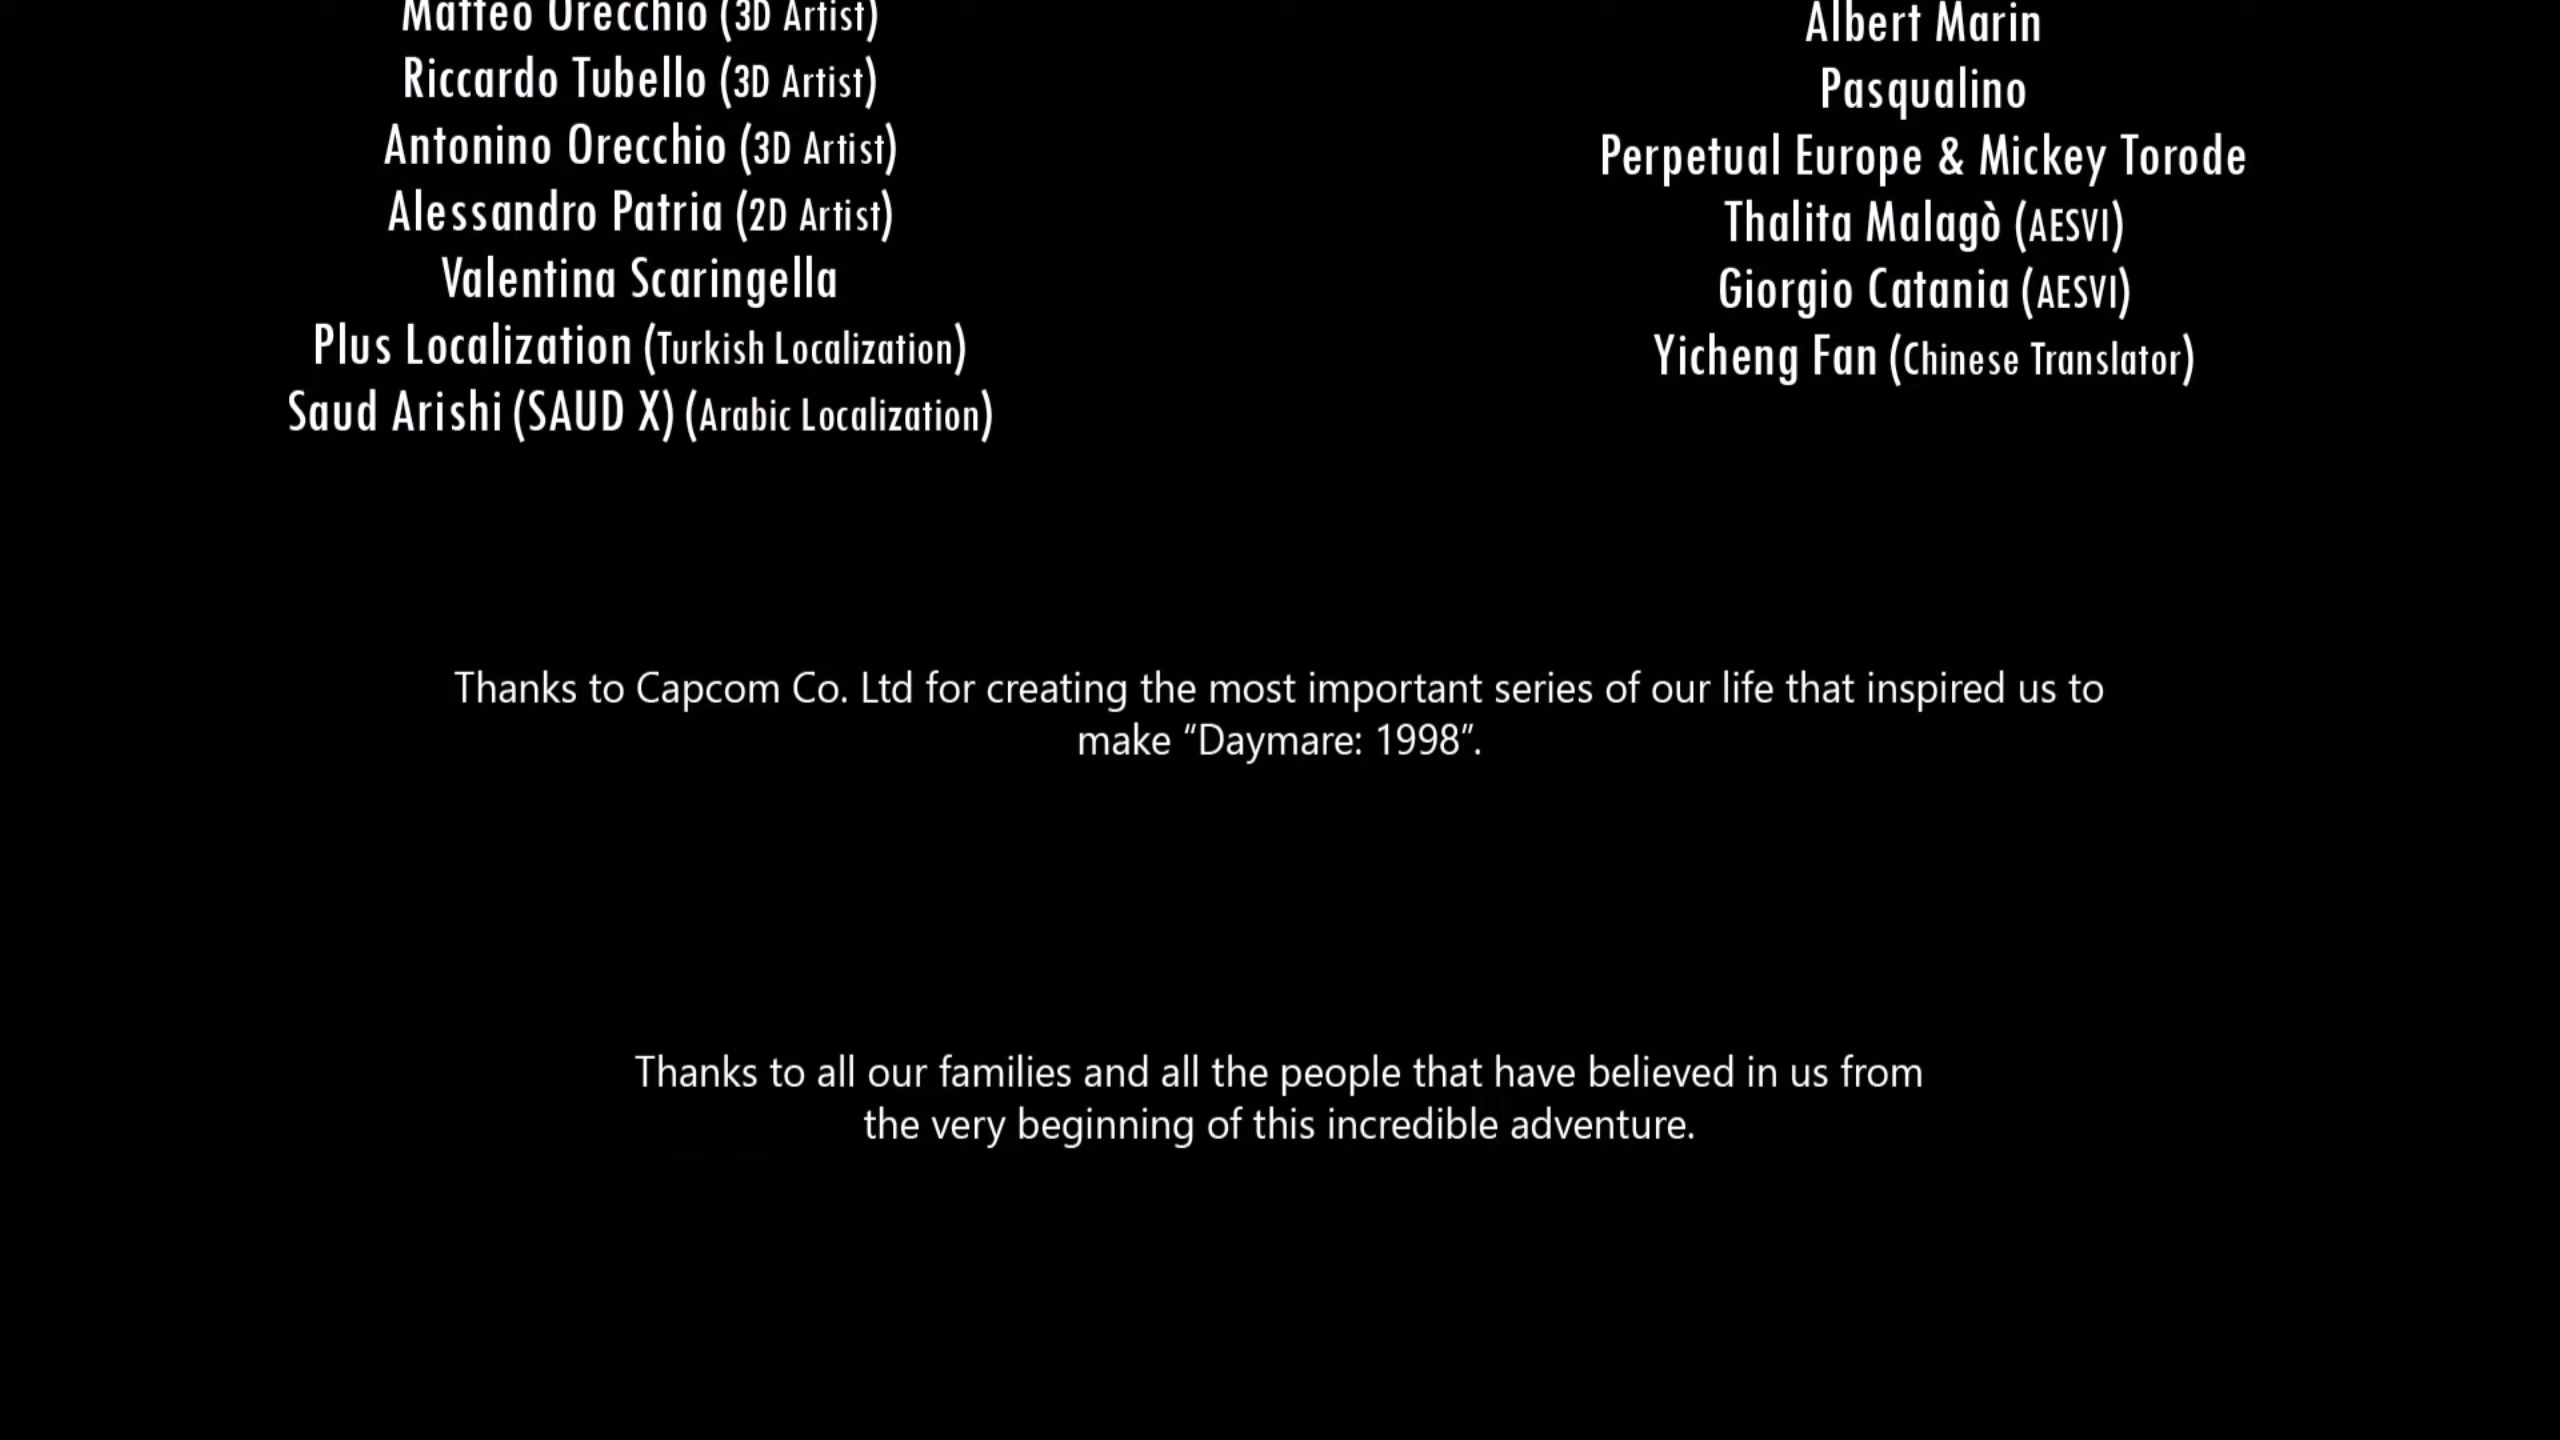 Matteo Orecchio (3D Artist)
Riccardo Tubello (3D Artist)
Antonino Orecchio (3D Artist)
Alessandro Patria (2D Artist)
Valentina Scaringella
Plus Localization (Turkish Localization)
Saud Arishi (SAUD X) (Arabic Localization)
Albert Marin
Pasqualino
Perpetual Europe & Mickey Torode
Thalita Malagò (AESVI)
Giorgio Catania (AESVI)
Yicheng Fan (Chinese Translator)
Thanks to Capcom Co. Ltd for creating the most important series of our life that inspired us to
make “Daymare: 1998”.
Thanks to all our families and all the people that have believed in us from
the very beginning of this incredible adventure.